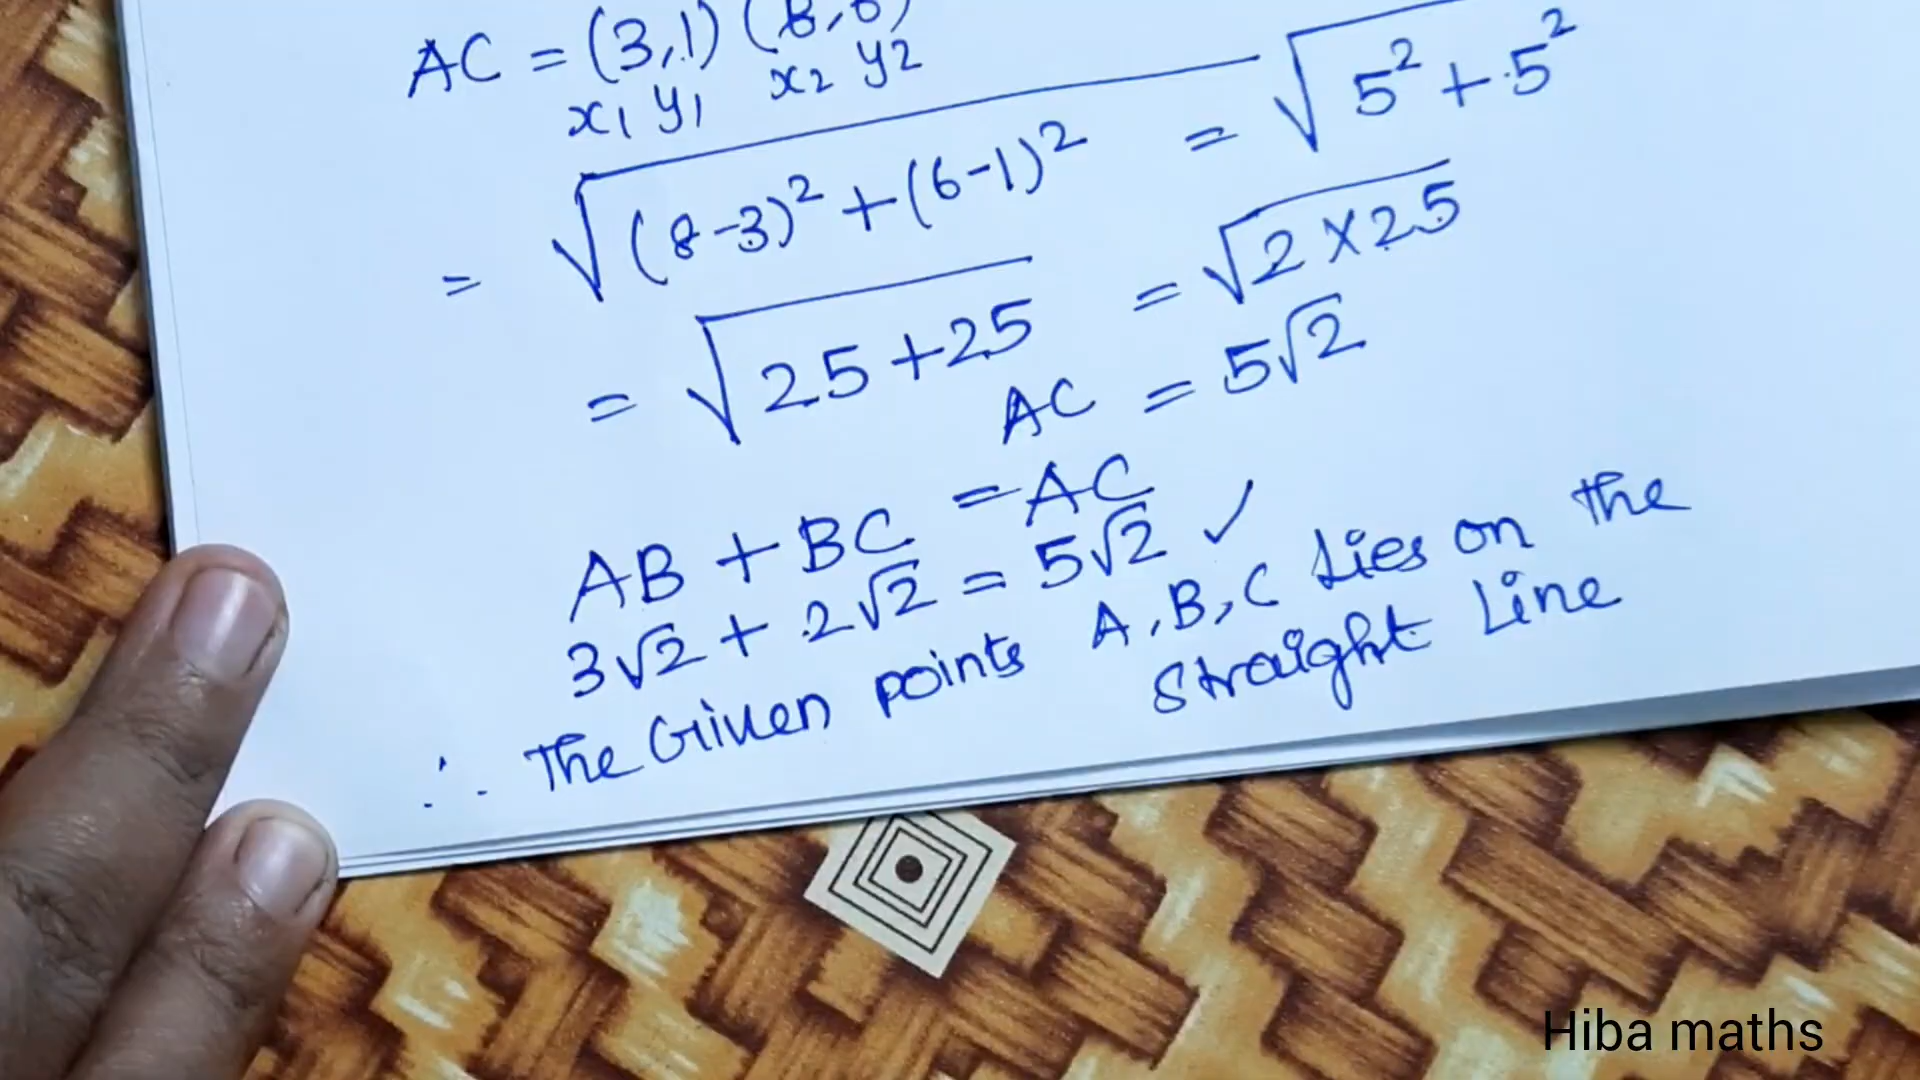 AC = (3,1) (8,6)
x1 y1 x2 y2
= √(8-3)² + (6-1)² = √5² + 5²
= √25 + 25 = √2 × 25
AC = 5√2
AB + BC = AC
3√2 + 2√2 = 5√2 ✓
∴ The Given points A, B, C Lies on the
Straight Line
Hiba maths